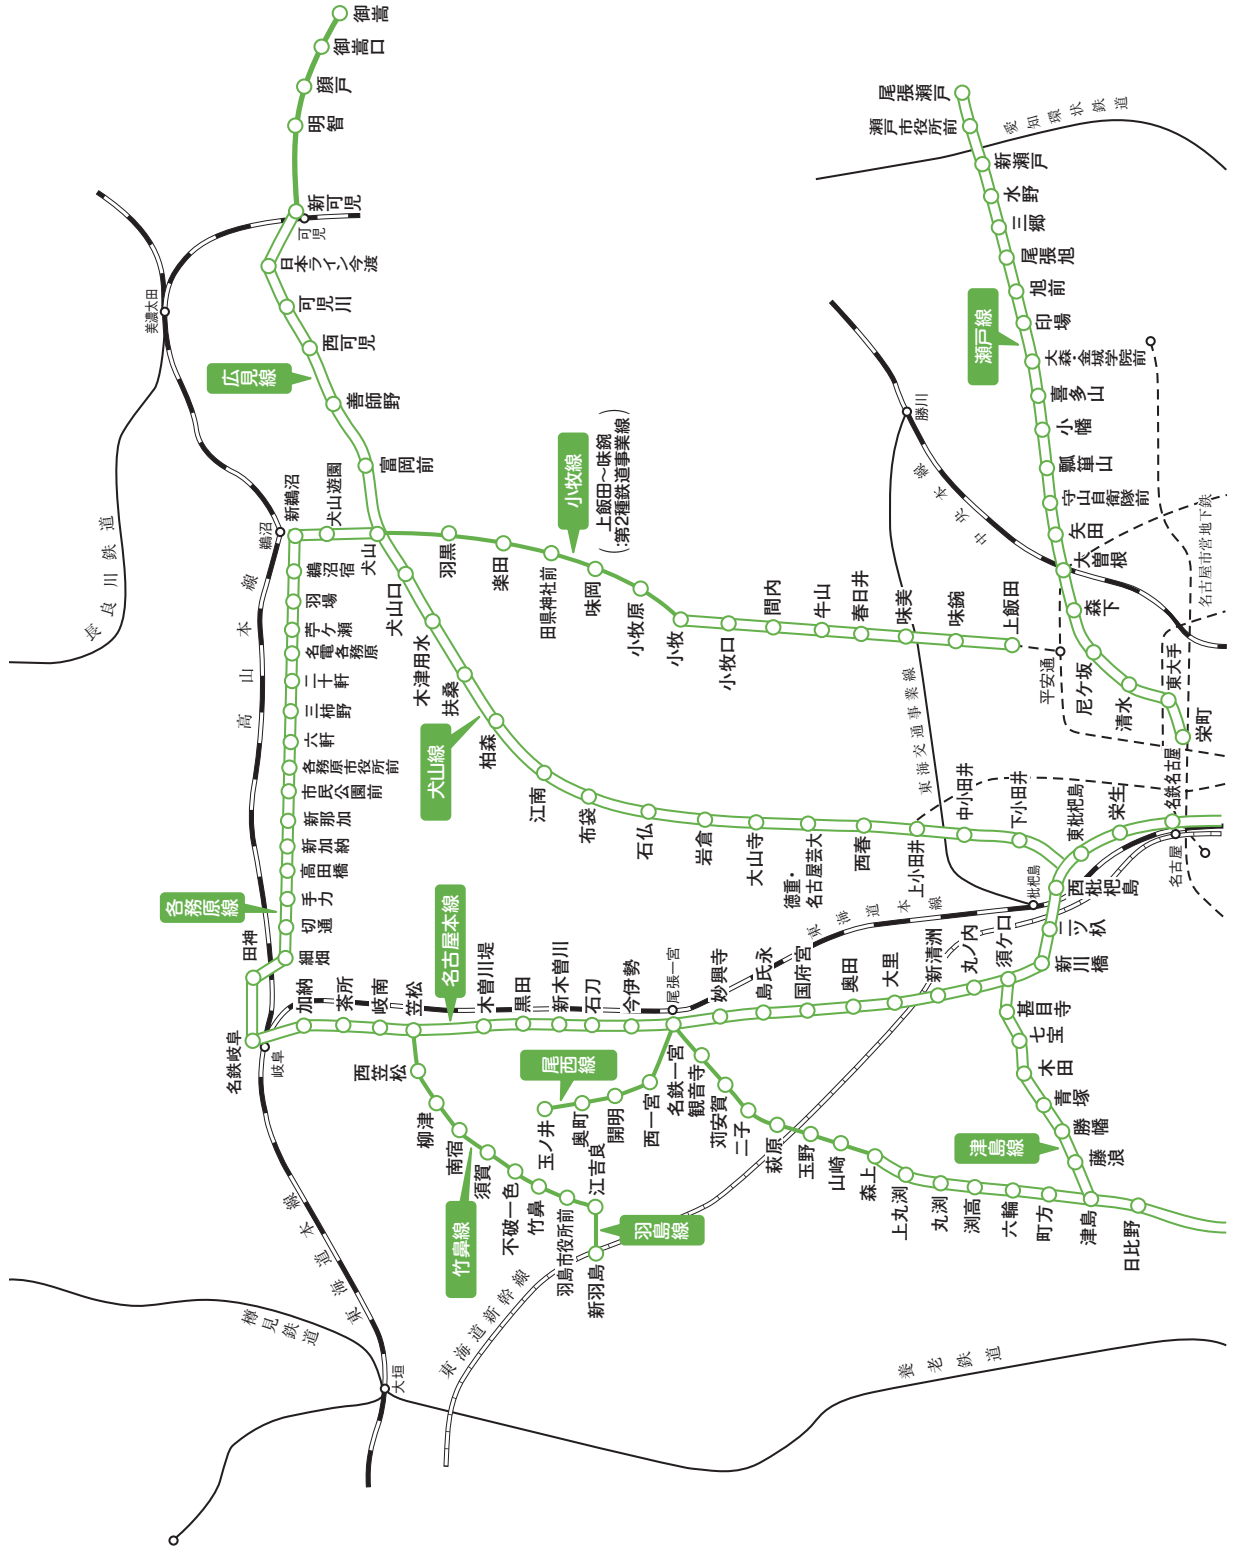 御嵩
御嵩口
顔戸
明智
新可児
可児
日本ライン今渡
可児川
西可児
善師野
富岡前
広見線
美濃太田
長良川鉄道
鵜沼
新鵜沼
犬山遊園
犬山
高山本線
鵜沼宿
羽場
苧ヶ瀬
名電各務原
二十軒
三柿野
六軒
各務原市役所前
市民公園前
新那加
新加納
高田橋
手力
切通
細畑
田神
名鉄岐阜
岐阜
各務原線
羽黒
楽田
田県神社前
味岡
小牧原
小牧
小牧口
間内
牛山
春日井
味美
味鋺
上飯田
小牧線
(上飯田～味鋺
:第2種鉄道事業線)
犬山口
木津用水
扶桑
柏森
江南
布袋
石仏
岩倉
大山寺
徳重・
名古屋芸大
西春
上小田井
中小田井
下小田井
犬山線
尾張瀬戸
瀬戸市役所前
新瀬戸
水野
三郷
尾張旭
旭前
印場
大森・金城学院前
喜多山
小幡
瓢箪山
守山自衛隊前
矢田
大曽根
森下
尼ケ坂
清水
東大手
栄町
瀬戸線
愛知環状鉄道
勝川
中央本線
名古屋市営地下鉄
平安通
東海交通事業線
枇杷島
名古屋
名鉄名古屋
栄生
東枇杷島
西枇杷島
二ツ杁
新川橋
須ケ口
丸ノ内
新清洲
大里
奥田
国府宮
島氏永
妙興寺
尾張一宮
名鉄一宮
今伊勢
石刀
新木曽川
黒田
木曽川堤
笠松
岐南
茶所
加納
名古屋本線
東海道本線
西笠松
柳津
南宿
須賀
不破一色
竹鼻
羽島市役所前
江吉良
新羽島
竹鼻線
羽島線
玉ノ井
奥町
開明
西一宮
尾西線
観音寺
苅安賀
二子
萩原
玉野
山崎
森上
上丸渕
丸渕
渕高
六輪
町方
津島
日比野
甚目寺
七宝
木田
青塚
勝幡
藤浪
津島線
東海道本線
樽見鉄道
大垣
東海道新幹線
養老鉄道